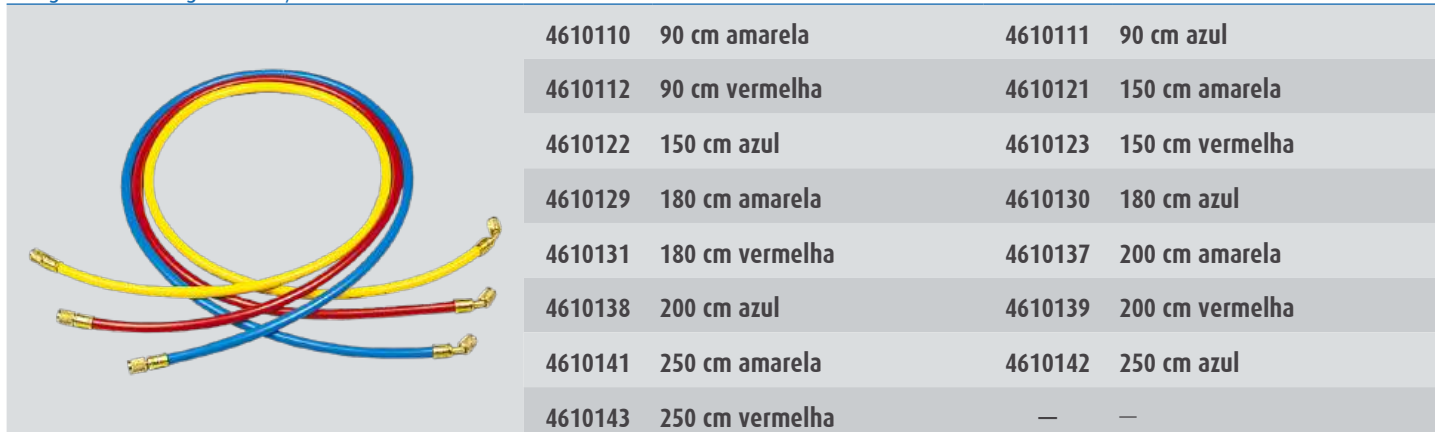 4610110 90 cm amarela 4610111 90 cm azul
4610112 90 cm vermelha 4610121 150 cm amarela
4610122 150 cm azul 4610123 150 cm vermelha
4610129 180 cm amarela 4610130 180 cm azul
4610131 180 cm vermelha 4610137 200 cm amarela
4610138 200 cm azul 4610139 200 cm vermelha
4610141 250 cm amarela 4610142 250 cm azul
4610143 250 cm vermelha — —